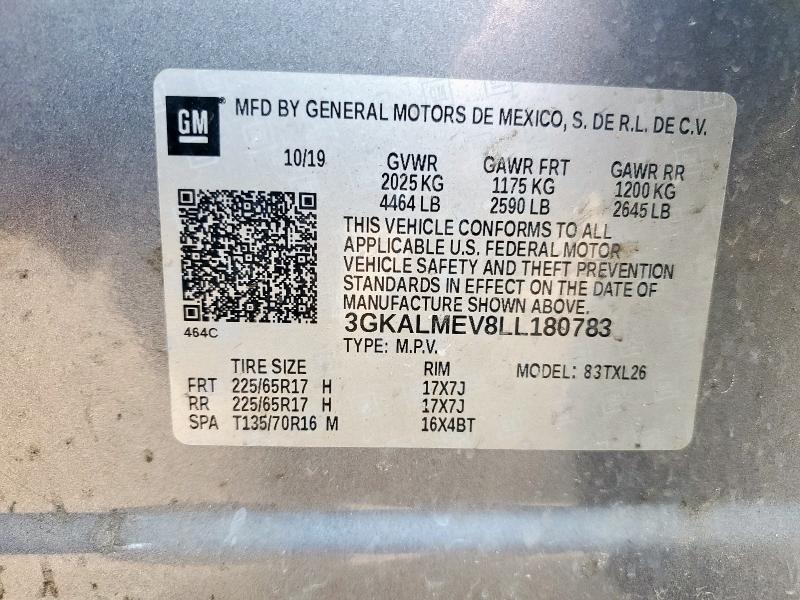 GM MFD BY GENERAL MOTORS DE MEXICO, S. DE R.L. DE C.V.
10/19 GVWR GAWR FRT GAWR RR
2025 KG 1175 KG 1200 KG
4464 LB 2590 LB 2645 LB
THIS VEHICLE CONFORMS TO ALL
APPLICABLE U.S. FEDERAL MOTOR
VEHICLE SAFETY AND THEFT PREVENTION
STANDARDS IN EFFECT ON THE DATE OF
MANUFACTURE SHOWN ABOVE.
464C
3GKALMEV8LL180783
TYPE: M.P.V.
TIRE SIZE RIM MODEL: 83TXL26
FRT 225/65R17 H 17X7J
RR 225/65R17 H 17X7J
SPA T135/70R16 M 16X4BT